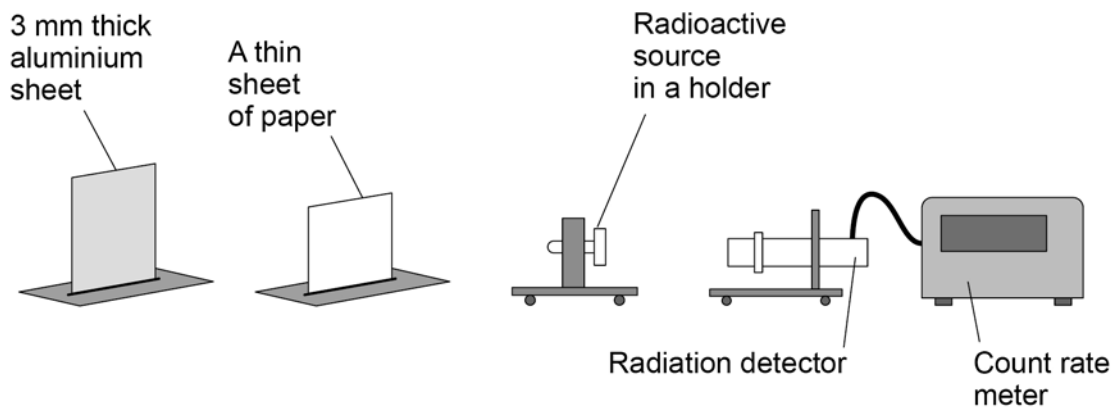 3 mm thick
aluminium
sheet
A thin
sheet
of paper
Radioactive
source
in a holder
Radiation detector
Count rate
meter